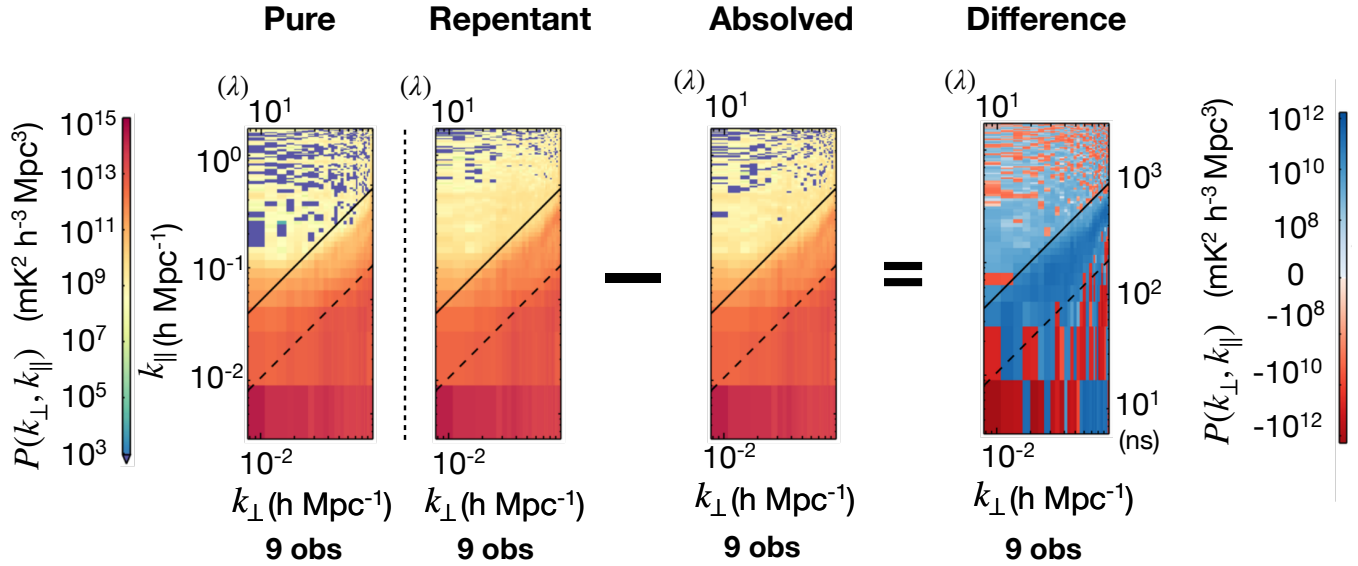 Pure
Repentant
Absolved
Difference
(λ)
(λ)
(λ)
(λ)
10¹
10¹
10¹
10¹
10¹⁵
10¹³
10¹¹
10⁹
10⁷
10⁵
10³
P(k⊥, k∥) (mK² h⁻³ Mpc³)
10⁰
10⁻¹
10⁻²
k∥(h Mpc⁻¹)
−
=
10³
10²
10¹
(ns)
10¹²
10¹⁰
10⁸
0
-10⁸
-10¹⁰
-10¹²
P(k⊥, k∥) (mK² h⁻³ Mpc³)
10⁻²
10⁻²
10⁻²
10⁻²
k⊥(h Mpc⁻¹)
k⊥(h Mpc⁻¹)
k⊥(h Mpc⁻¹)
k⊥(h Mpc⁻¹)
9 obs
9 obs
9 obs
9 obs